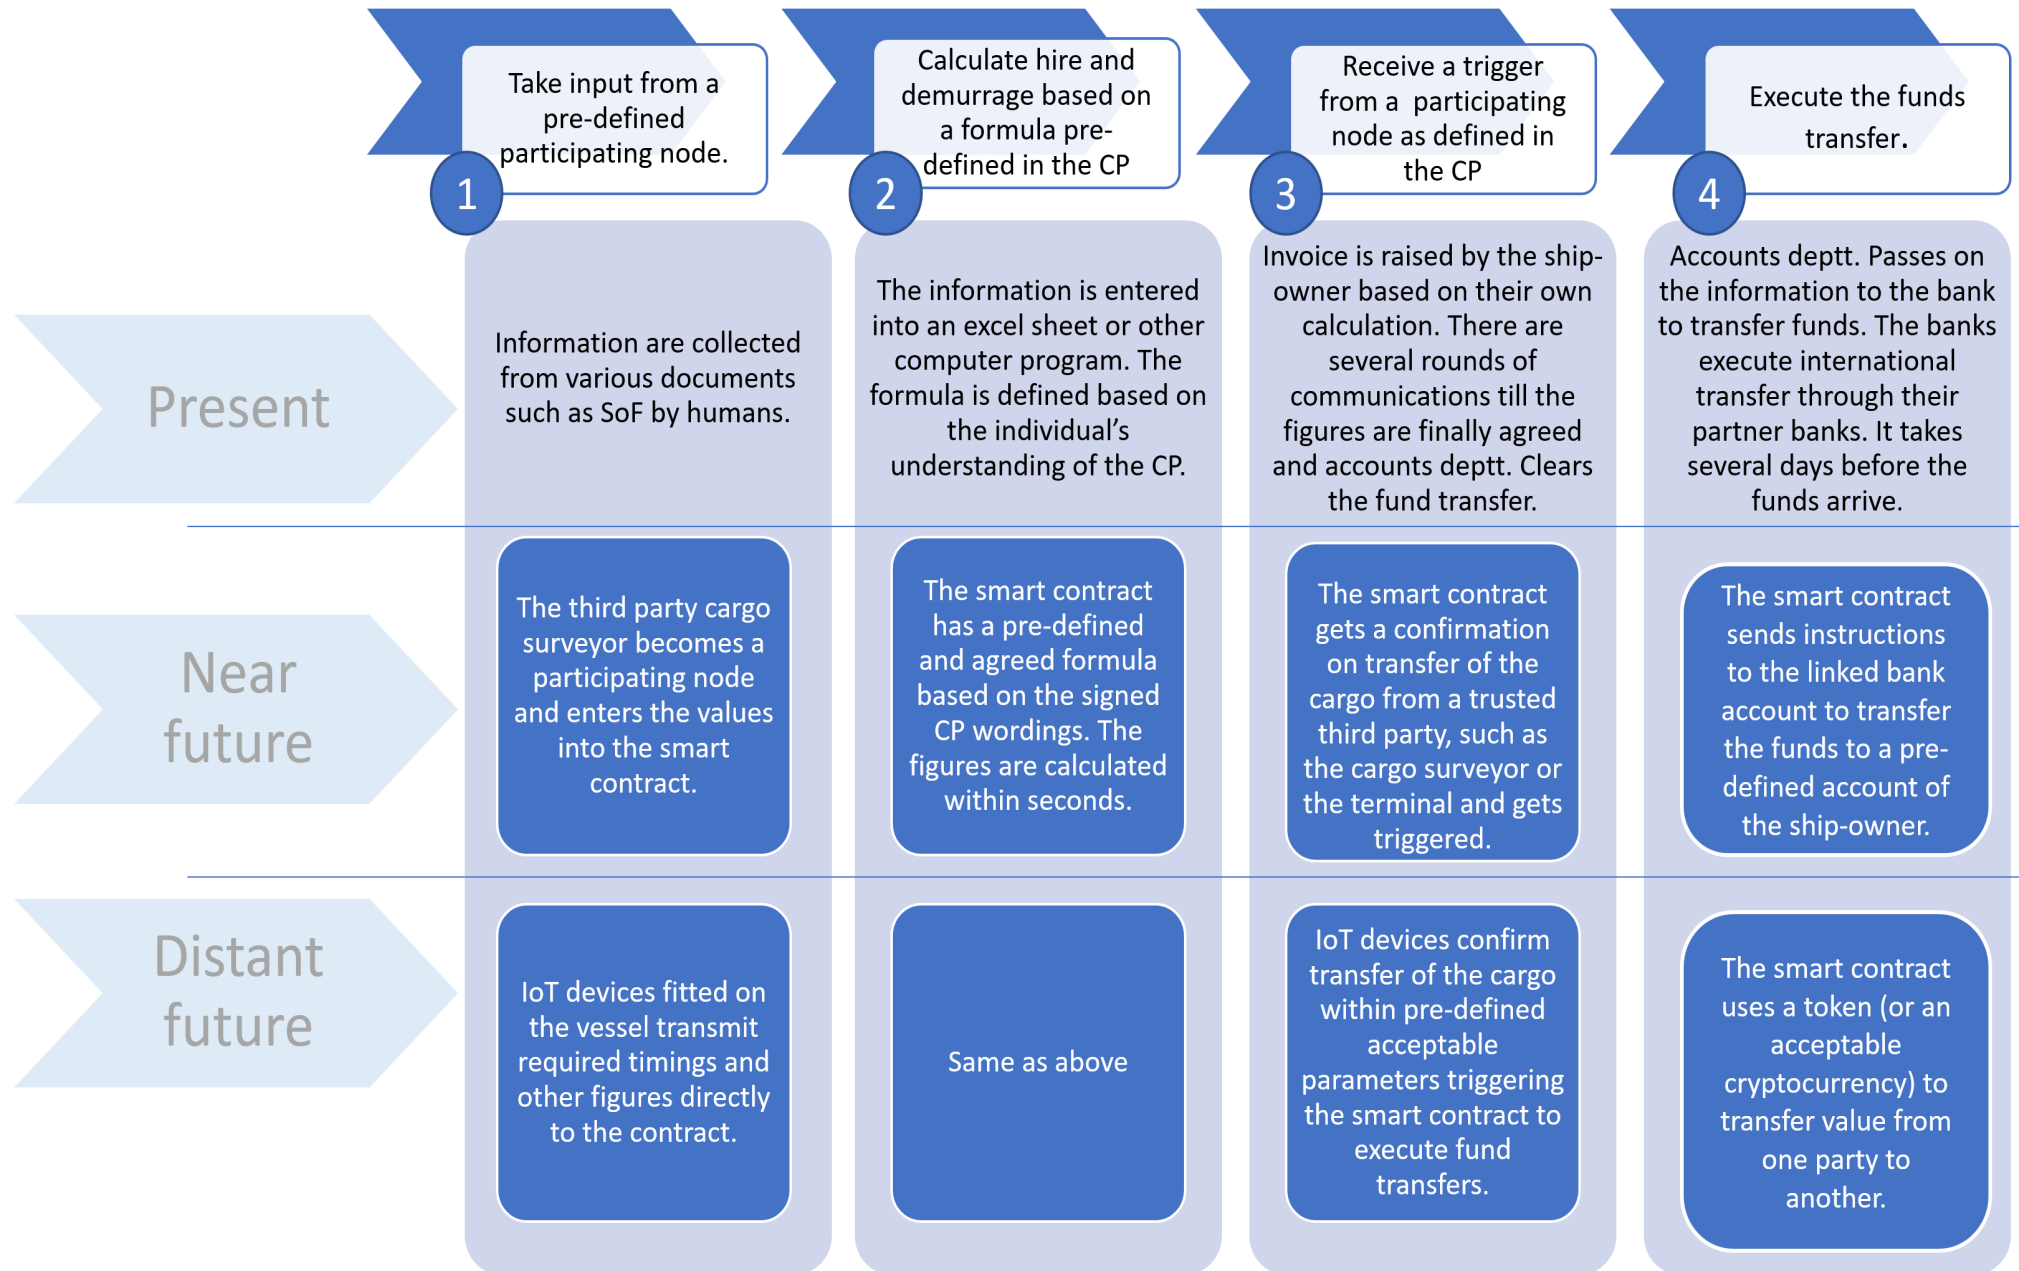 Take input from a
pre-defined
participating node.
1
Calculate hire and
demurrage based on
a formula pre-
defined in the CP
2
Receive a trigger
from a participating
node as defined in
the CP
3
Execute the funds
transfer.
4
Present
Information are collected
from various documents
such as SoF by humans.
The information is entered
into an excel sheet or other
computer program. The
formula is defined based on
the individual’s
understanding of the CP.
Invoice is raised by the ship-
owner based on their own
calculation. There are
several rounds of
communications till the
figures are finally agreed
and accounts deptt. Clears
the fund transfer.
Accounts deptt. Passes on
the information to the bank
to transfer funds. The banks
execute international
transfer through their
partner banks. It takes
several days before the
funds arrive.
Near
future
The third party cargo
surveyor becomes a
participating node
and enters the values
into the smart
contract.
The smart contract
has a pre-defined
and agreed formula
based on the signed
CP wordings. The
figures are calculated
within seconds.
The smart contract
gets a confirmation
on transfer of the
cargo from a trusted
third party, such as
the cargo surveyor or
the terminal and gets
triggered.
The smart contract
sends instructions
to the linked bank
account to transfer
the funds to a pre-
defined account of
the ship-owner.
Distant
future
IoT devices fitted on
the vessel transmit
required timings and
other figures directly
to the contract.
Same as above
IoT devices confirm
transfer of the cargo
within pre-defined
acceptable
parameters triggering
the smart contract to
execute fund
transfers.
The smart contract
uses a token (or an
acceptable
cryptocurrency) to
transfer value from
one party to
another.